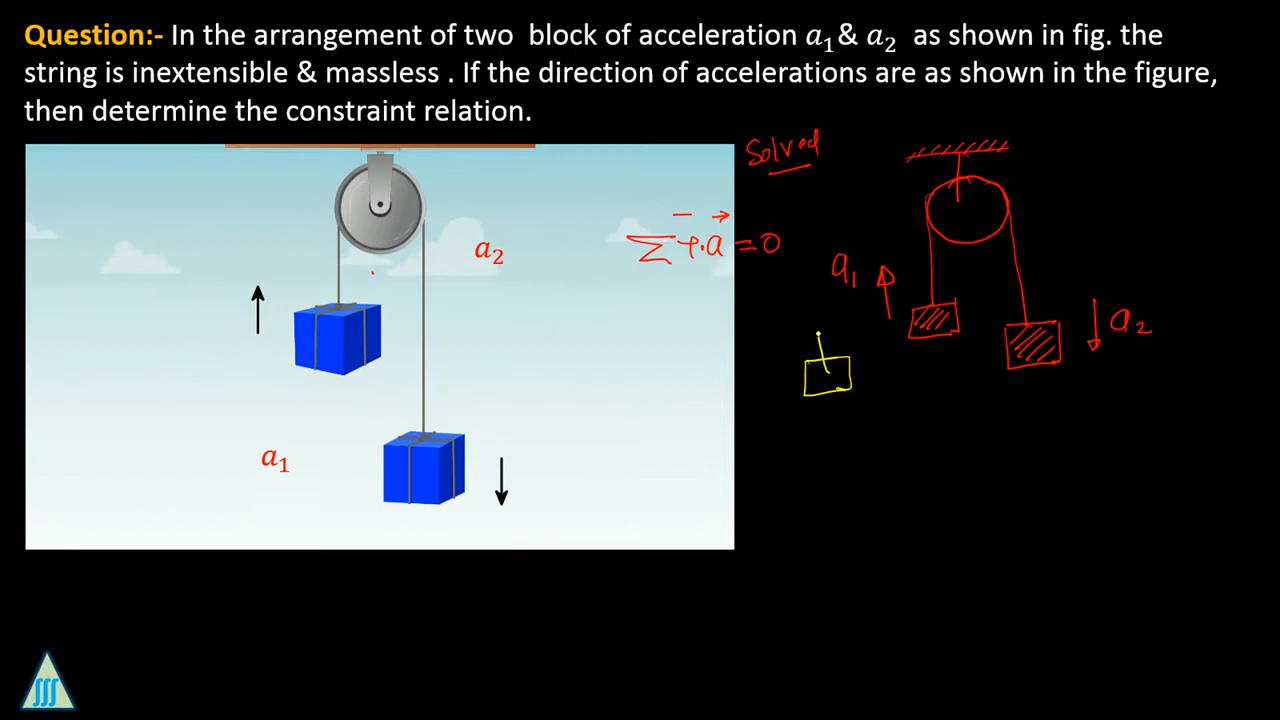 Question:- In the arrangement of two block of acceleration a₁ & a₂ as shown in fig. the
string is inextensible & massless . If the direction of accelerations are as shown in the figure,
then determine the constraint relation.
Solved
a₂
∑ T⃗·a⃗ = 0
a₁
a₂
a₁
∫∫∫